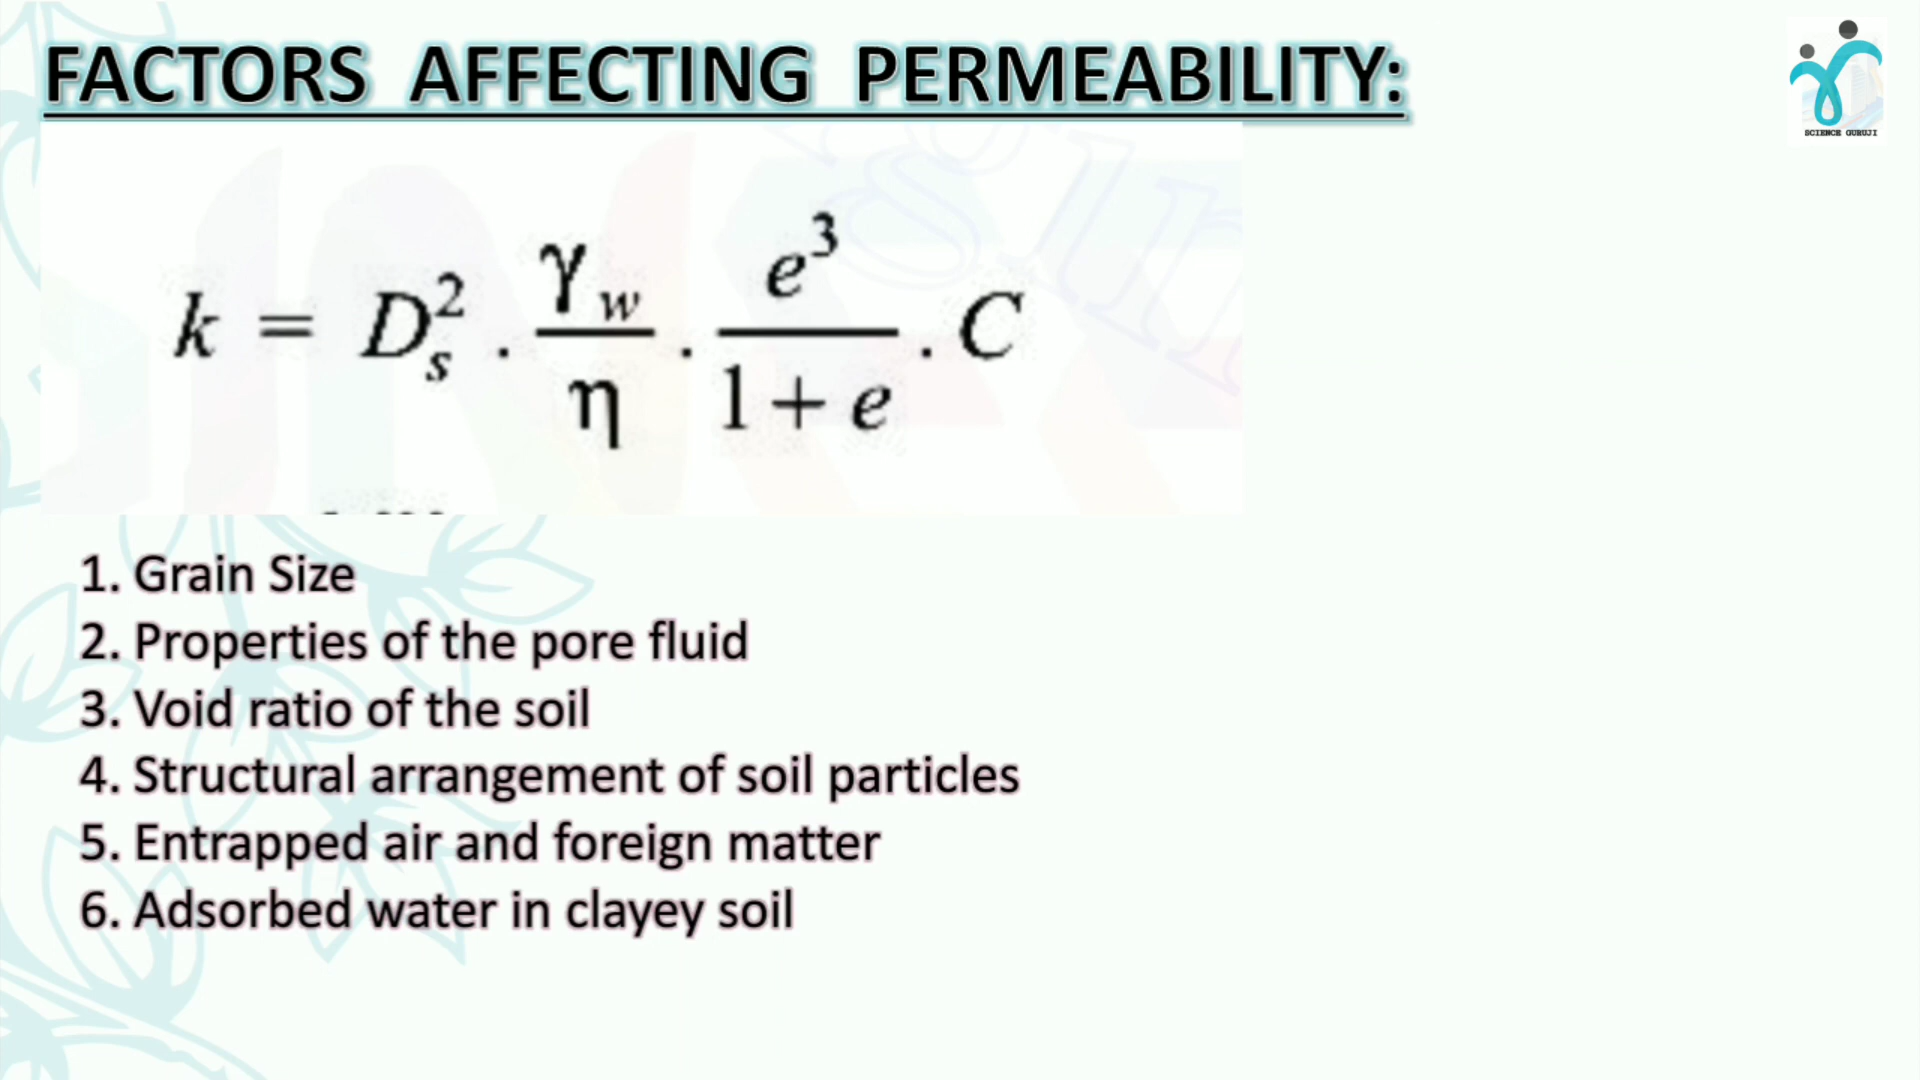 FACTORS AFFECTING PERMEABILITY:
SCIENCE GURUJI
k = D_s^2 . γ_w / η . e^3 / (1 + e) . C
1. Grain Size
2. Properties of the pore fluid
3. Void ratio of the soil
4. Structural arrangement of soil particles
5. Entrapped air and foreign matter
6. Adsorbed water in clayey soil